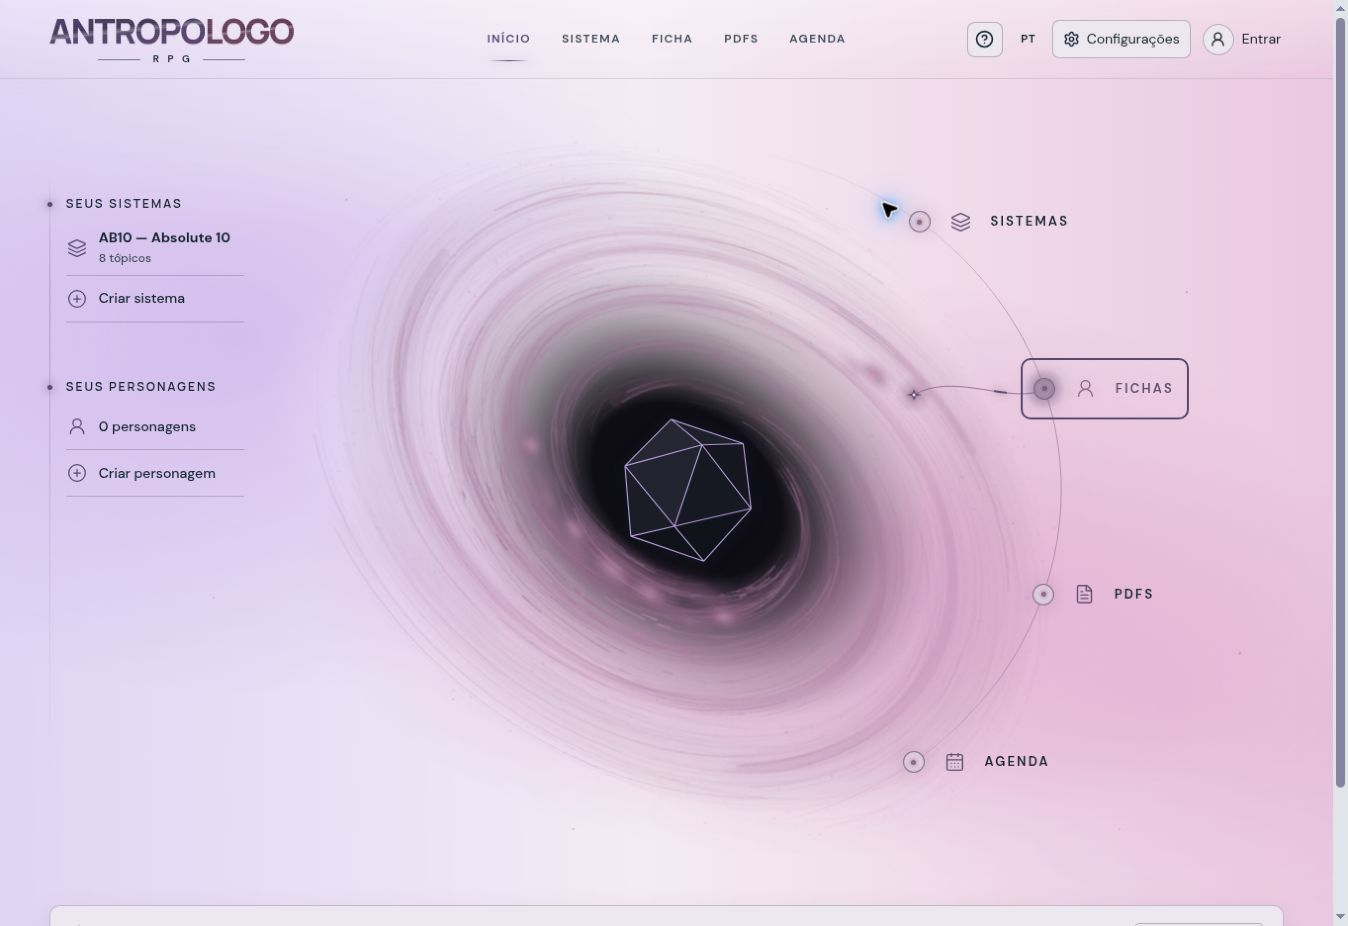 ANTROPOLOGO
RPG
INÍCIO
SISTEMA
FICHA
PDFS
AGENDA
PT
Configurações
Entrar
SEUS SISTEMAS
AB10 — Absolute 10
8 tópicos
Criar sistema
SEUS PERSONAGENS
0 personagens
Criar personagem
SISTEMAS
FICHAS
PDFS
AGENDA